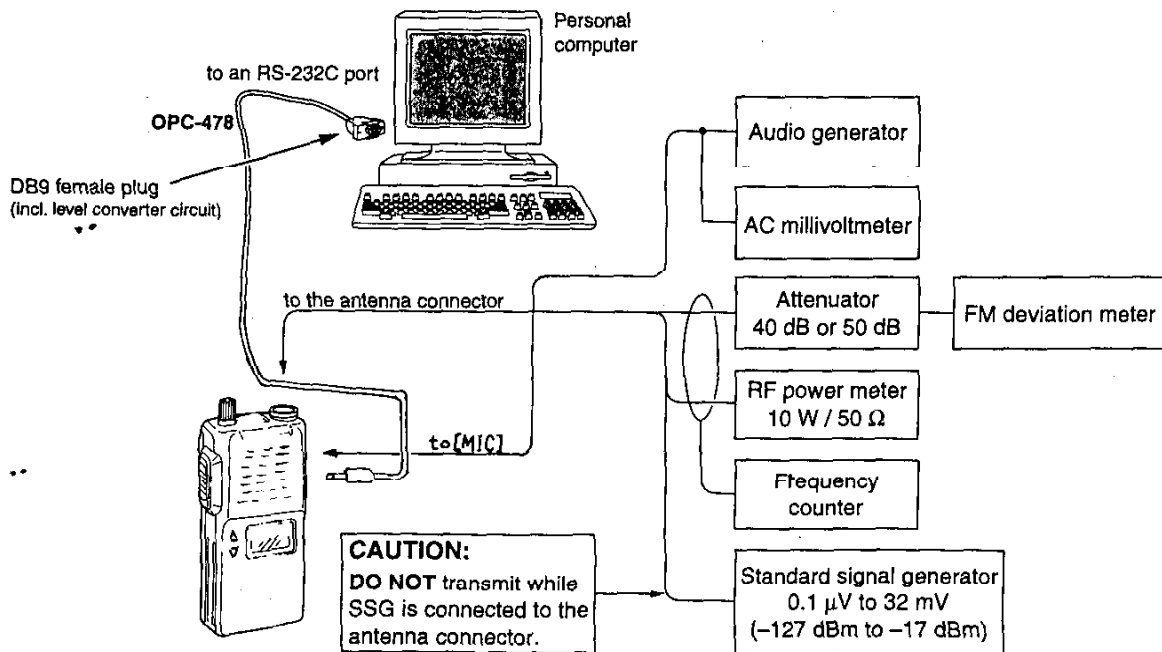 Personal
computer
to an RS-232C port
OPC-478
DB9 female plug
(incl. level converter circuit)
Audio generator
AC millivoltmeter
to the antenna connector
Attenuator
40 dB or 50 dB
FM deviation meter
RF power meter
10 W / 50 Ω
to [MIC]
Frequency
counter
CAUTION:
DO NOT transmit while
SSG is connected to the
antenna connector.
Standard signal generator
0.1 µV to 32 mV
(–127 dBm to –17 dBm)